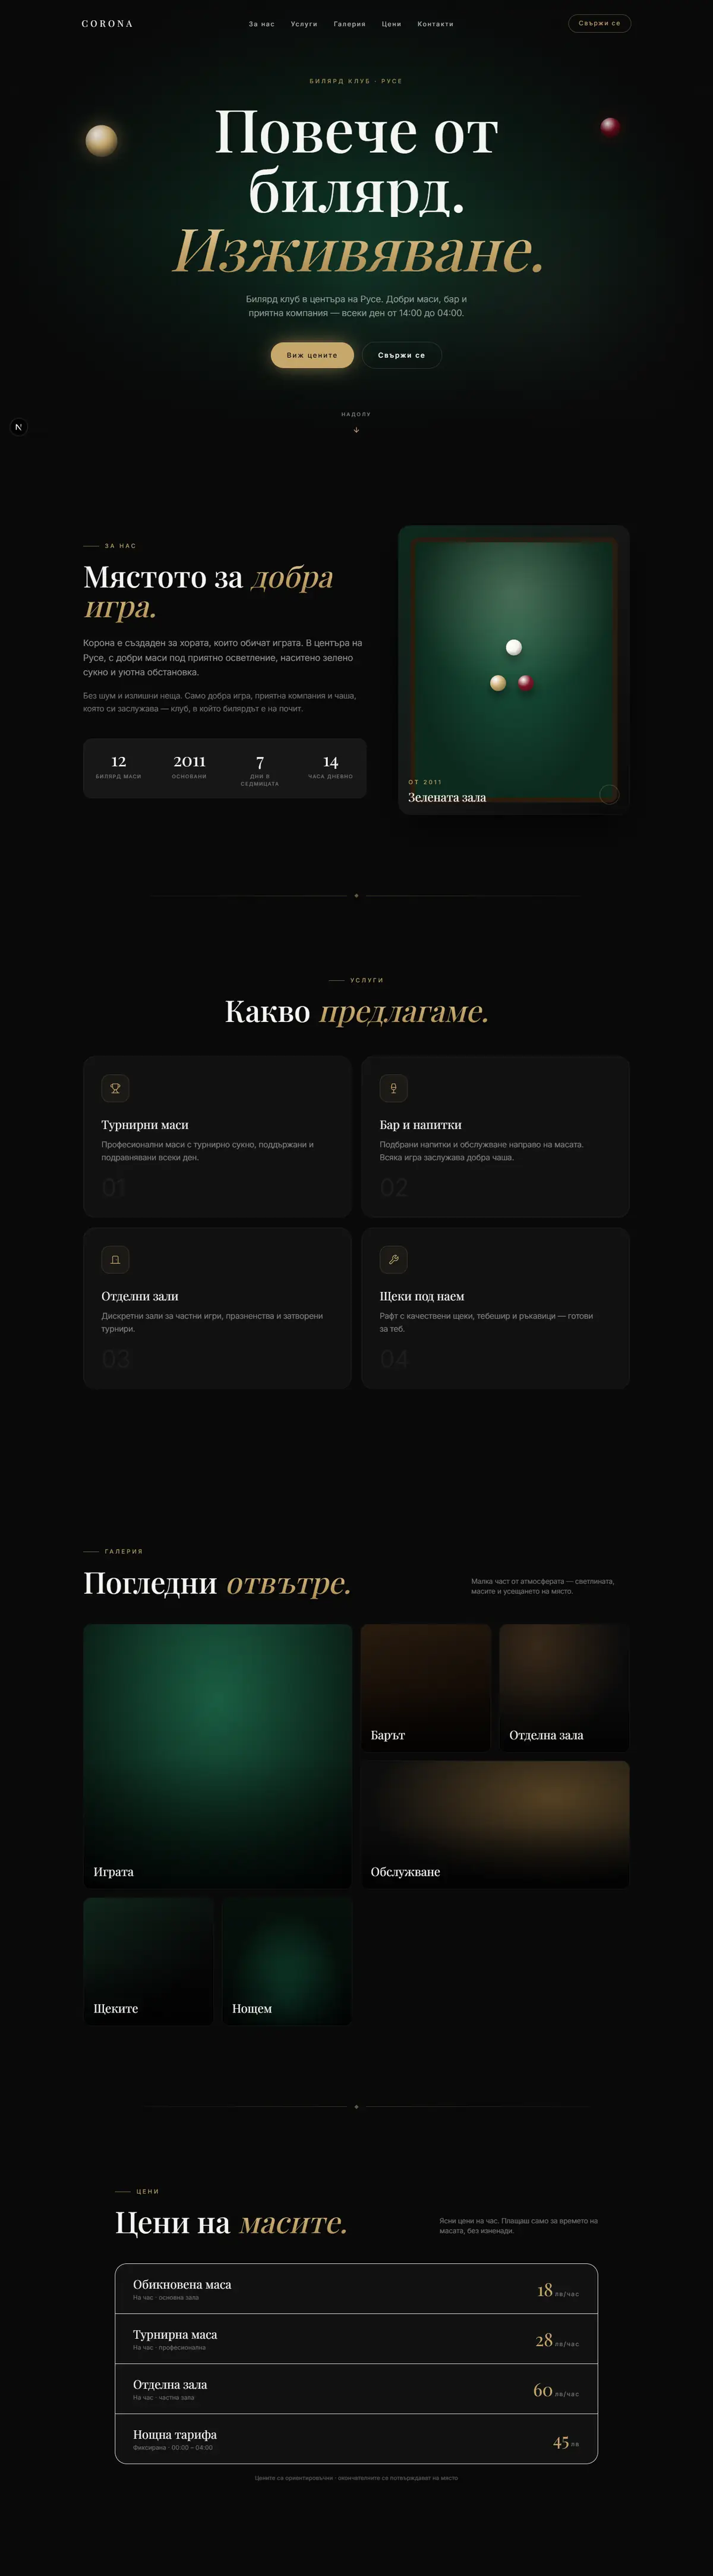 CORONA
За нас
Услуги
Галерия
Цени
Контакти
Свържи се
БИЛЯРД КЛУБ · РУСЕ
Повече от
билярд.
Изживяване.
Билярд клуб в центъра на Русе. Добри маси, бар и
приятна компания — всеки ден от 14:00 до 04:00.
Виж цените
Свържи се
НАДОЛУ
N
ЗА НАС
Мястото за добра
игра.
Корона е създаден за хората, които обичат играта. В центъра на
Русе, с добри маси под приятно осветление, наситено зелено
сукно и уютна обстановка.
Без шум и излишни неща. Само добра игра, приятна компания и чаша,
която си заслужава — клуб, в който билярдът е на почит.
12
БИЛЯРД МАСИ
2011
ОСНОВАНИ
7
ДНИ В
СЕДМИЦАТА
14
ЧАСА ДНЕВНО
ОТ 2011
Зелената зала
УСЛУГИ
Какво предлагаме.
Турнирни маси
Професионални маси с турнирно сукно, поддържани и
подравнявани всеки ден.
01
Бар и напитки
Подбрани напитки и обслужване направо на масата.
Всяка игра заслужава добра чаша.
02
Отделни зали
Дискретни зали за частни игри, празненства и затворени
турнири.
03
Щеки под наем
Рафт с качествени щеки, тебешир и ръкавици — готови
за теб.
04
ГАЛЕРИЯ
Погледни отвътре.
Малка част от атмосферата — светлината,
масите и усещането на място.
Играта
Барът
Отделна зала
Обслужване
Щеките
Нощем
ЦЕНИ
Цени на масите.
Ясни цени на час. Плащаш само за времето на
масата, без изненади.
Обикновена маса
На час · основна зала
18 лв/час
Турнирна маса
На час · професионална
28 лв/час
Отделна зала
На час · частна зала
60 лв/час
Нощна тарифа
Фиксирана · 00:00 – 04:00
45 лв
Цените са ориентировъчни · окончателните се потвърждават на място